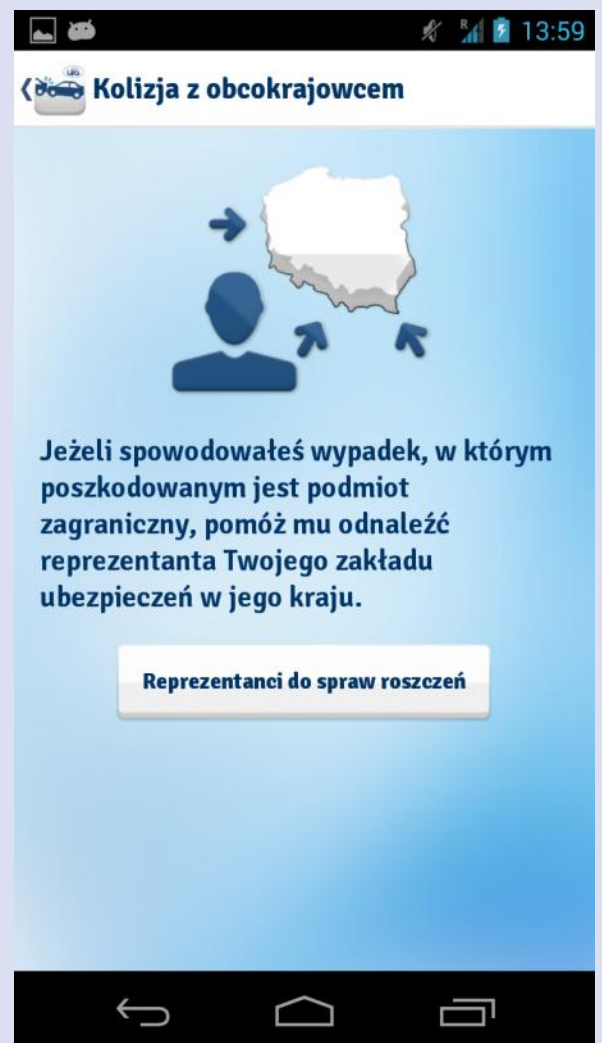 R 13:59
UFG
Kolizja z obcokrajowcem
Jeżeli spowodowałeś wypadek, w którym
poszkodowanym jest podmiot
zagraniczny, pomóż mu odnaleźć
reprezentanta Twojego zakładu
ubezpieczeń w jego kraju.
Reprezentanci do spraw roszczeń